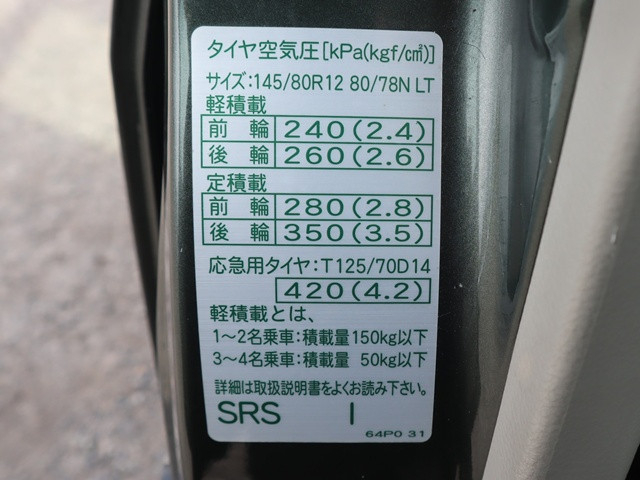 タイヤ空気圧[kPa(kgf/c㎡)]
サイズ:145/80R12 80/78N LT
軽積載
前 輪 240(2.4)
後 輪 260(2.6)
定積載
前 輪 280(2.8)
後 輪 350(3.5)
応急用タイヤ:T125/70D14
420(4.2)
軽積載とは、
1〜2名乗車:積載量150kg以下
3〜4名乗車:積載量 50kg以下
詳細は取扱説明書をよくお読み下さい。
SRS I
64P0 31